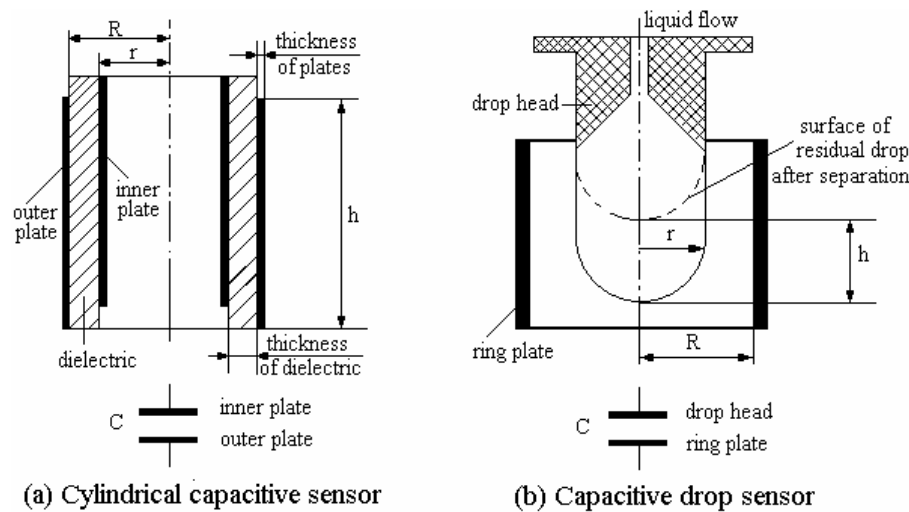 R
r
thickness
of plates
outer
plate
inner
plate
h
dielectric
thickness
of dielectric
C
inner plate
outer plate
(a) Cylindrical capacitive sensor
liquid flow
drop head
surface of
residual drop
after separation
r
h
ring plate
R
C
drop head
ring plate
(b) Capacitive drop sensor